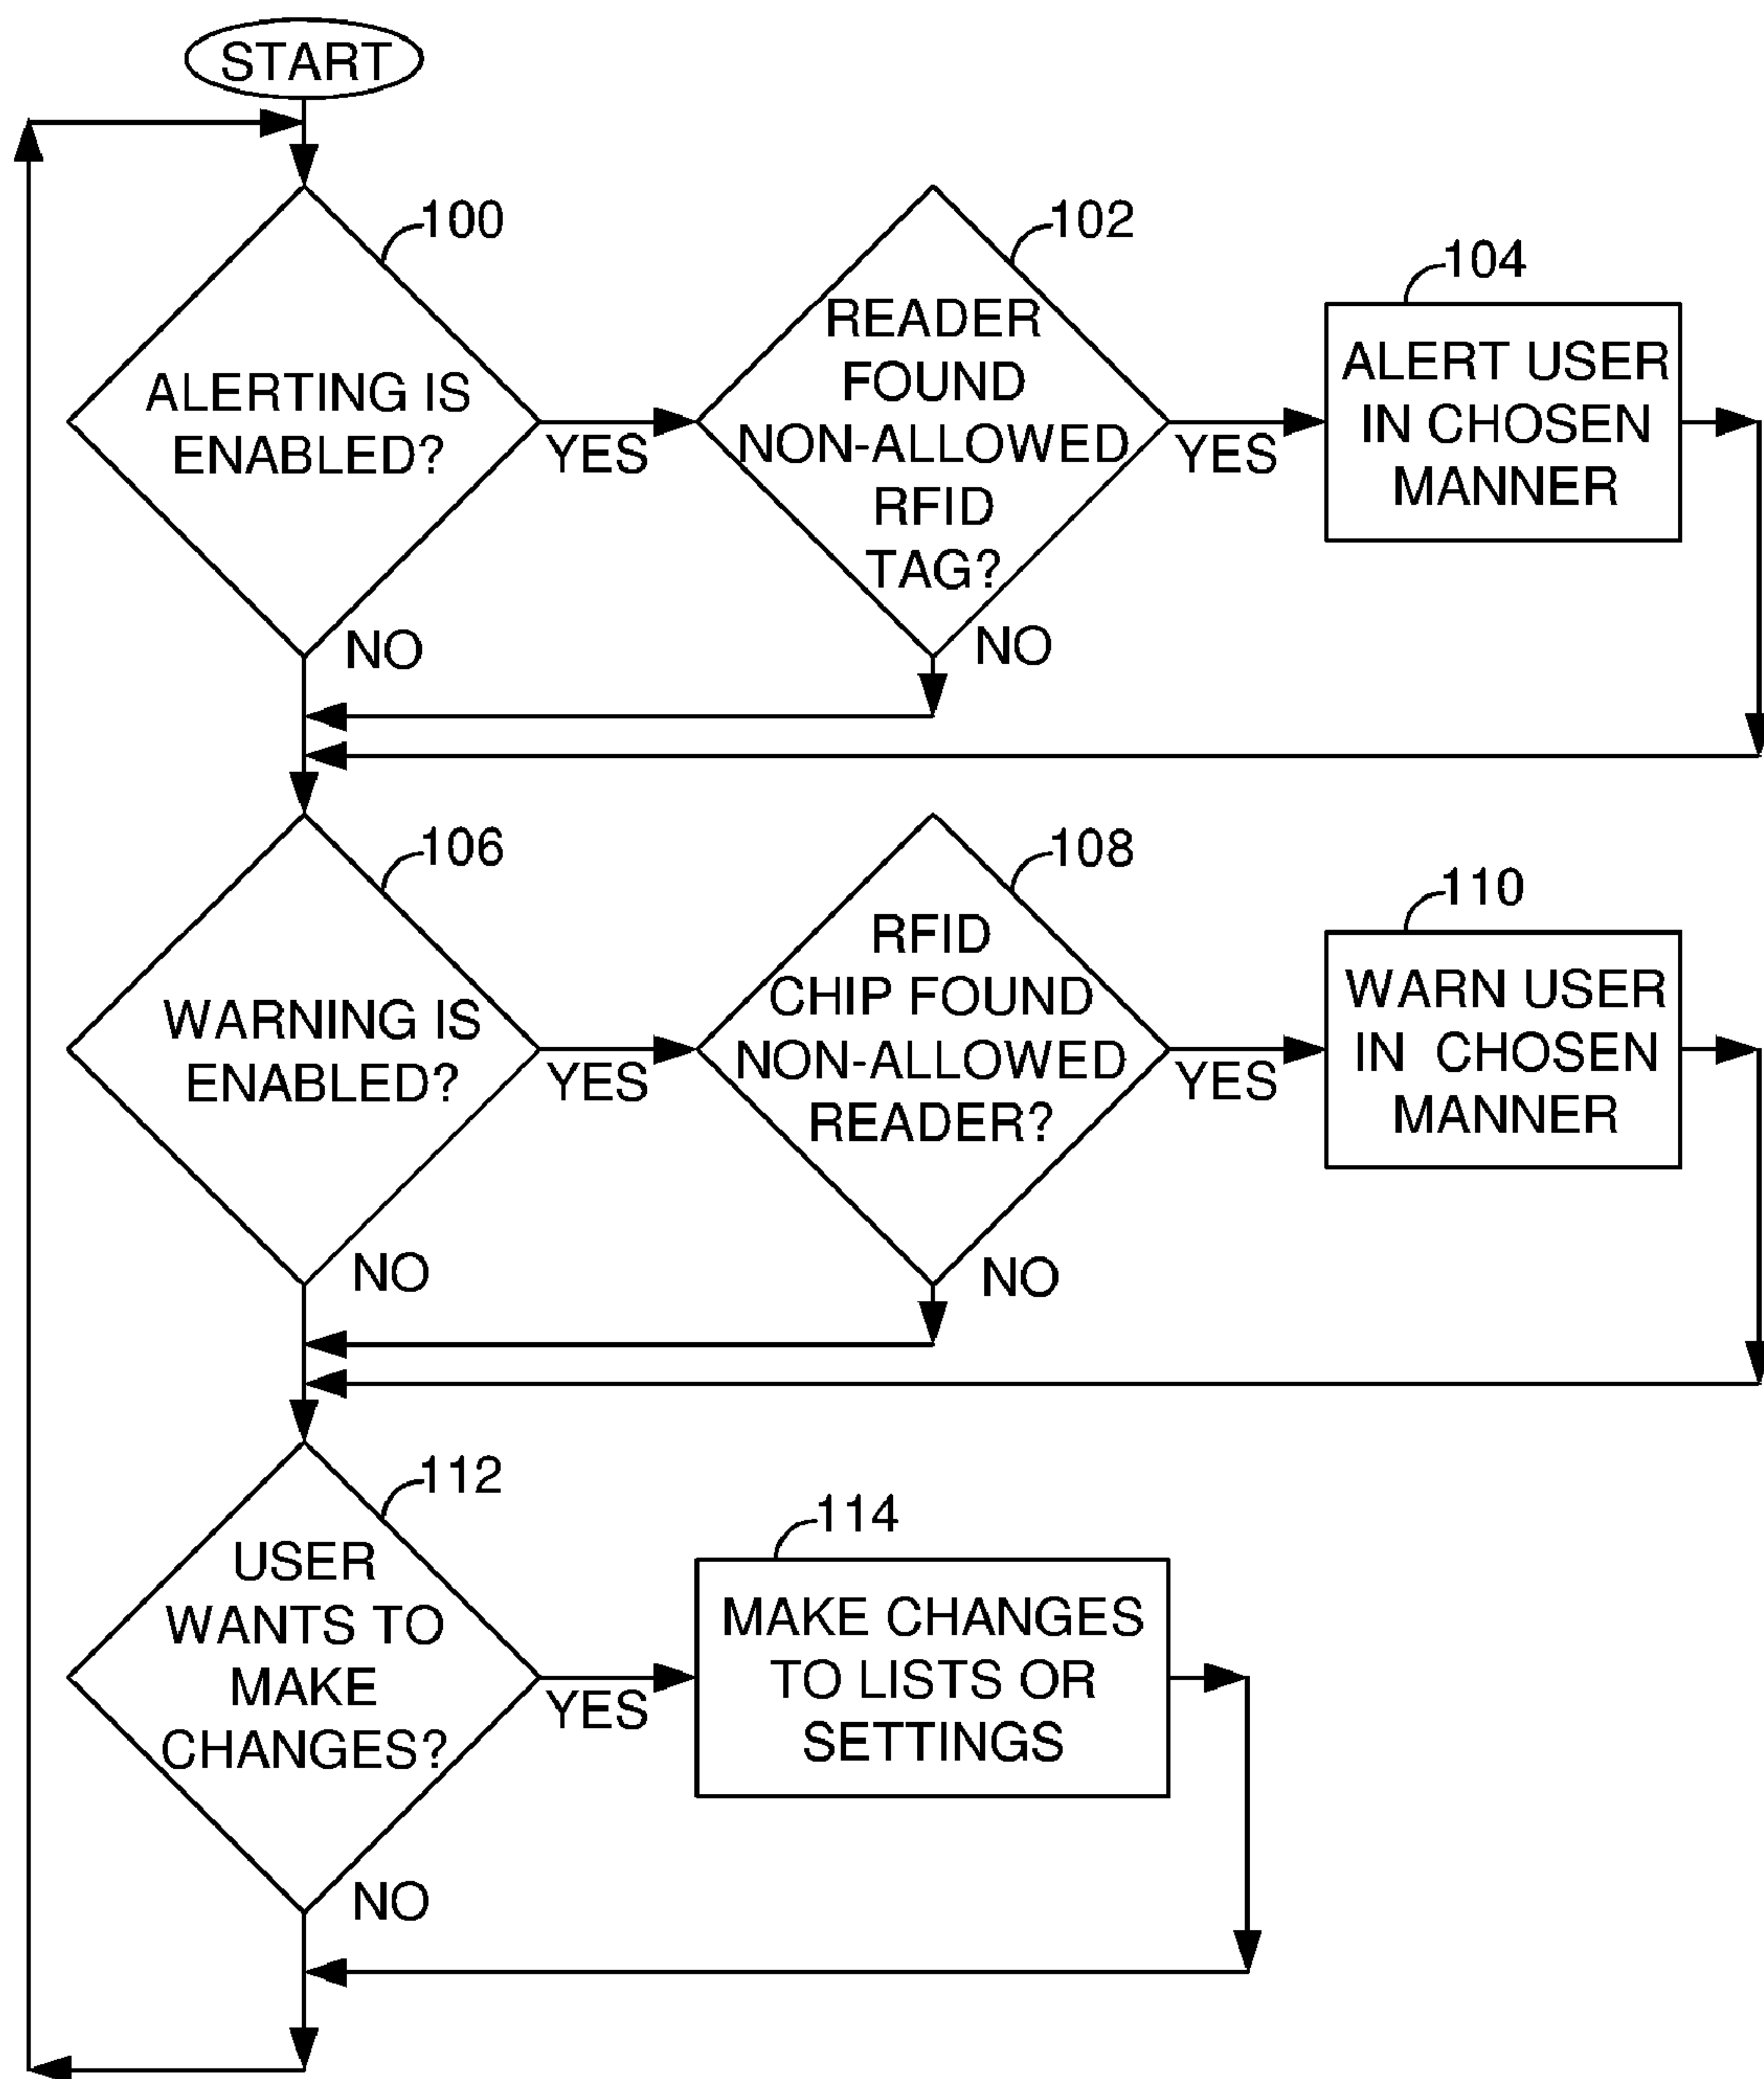 START
100
ALERTING IS
ENABLED?
YES
NO
102
READER
FOUND
NON-ALLOWED
RFID
TAG?
YES
NO
104
ALERT USER
IN CHOSEN
MANNER
106
WARNING IS
ENABLED?
YES
NO
108
RFID
CHIP FOUND
NON-ALLOWED
READER?
YES
NO
110
WARN USER
IN CHOSEN
MANNER
112
USER
WANTS TO
MAKE
CHANGES?
YES
NO
114
MAKE CHANGES
TO LISTS OR
SETTINGS